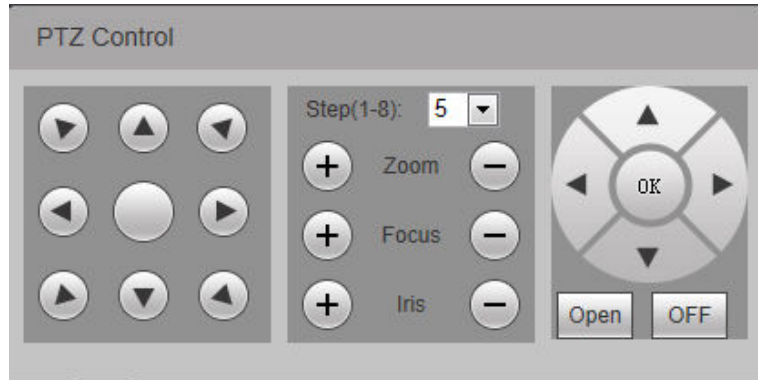 PTZ Control
Step(1-8): 5
Zoom
Focus
Iris
OK
Open OFF